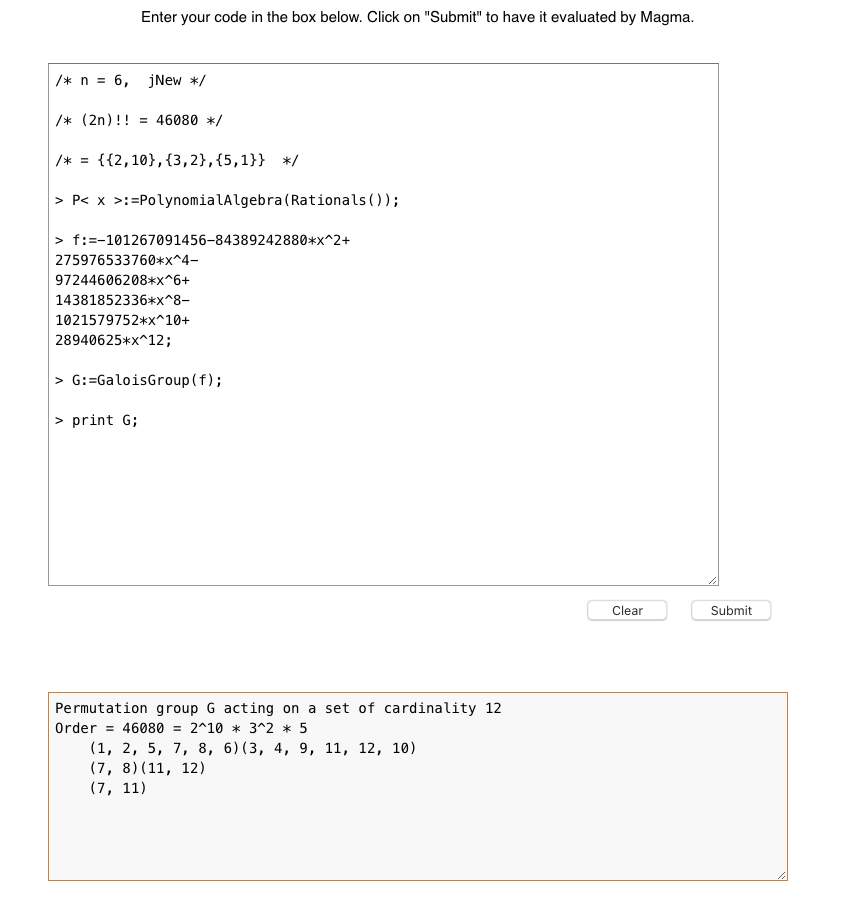 Enter your code in the box below. Click on "Submit" to have it evaluated by Magma.
/* n = 6,  jNew */
/* (2n)!! = 46080 */
/* = {{2,10},{3,2},{5,1}}  */
> P< x >:=PolynomialAlgebra(Rationals());
> f:=-101267091456-84389242880*x^2+
275976533760*x^4-
97244606208*x^6+
14381852336*x^8-
1021579752*x^10+
28940625*x^12;
> G:=GaloisGroup(f);
> print G;
Clear Submit
Permutation group G acting on a set of cardinality 12
Order = 46080 = 2^10 * 3^2 * 5
(1, 2, 5, 7, 8, 6)(3, 4, 9, 11, 12, 10)
(7, 8)(11, 12)
(7, 11)